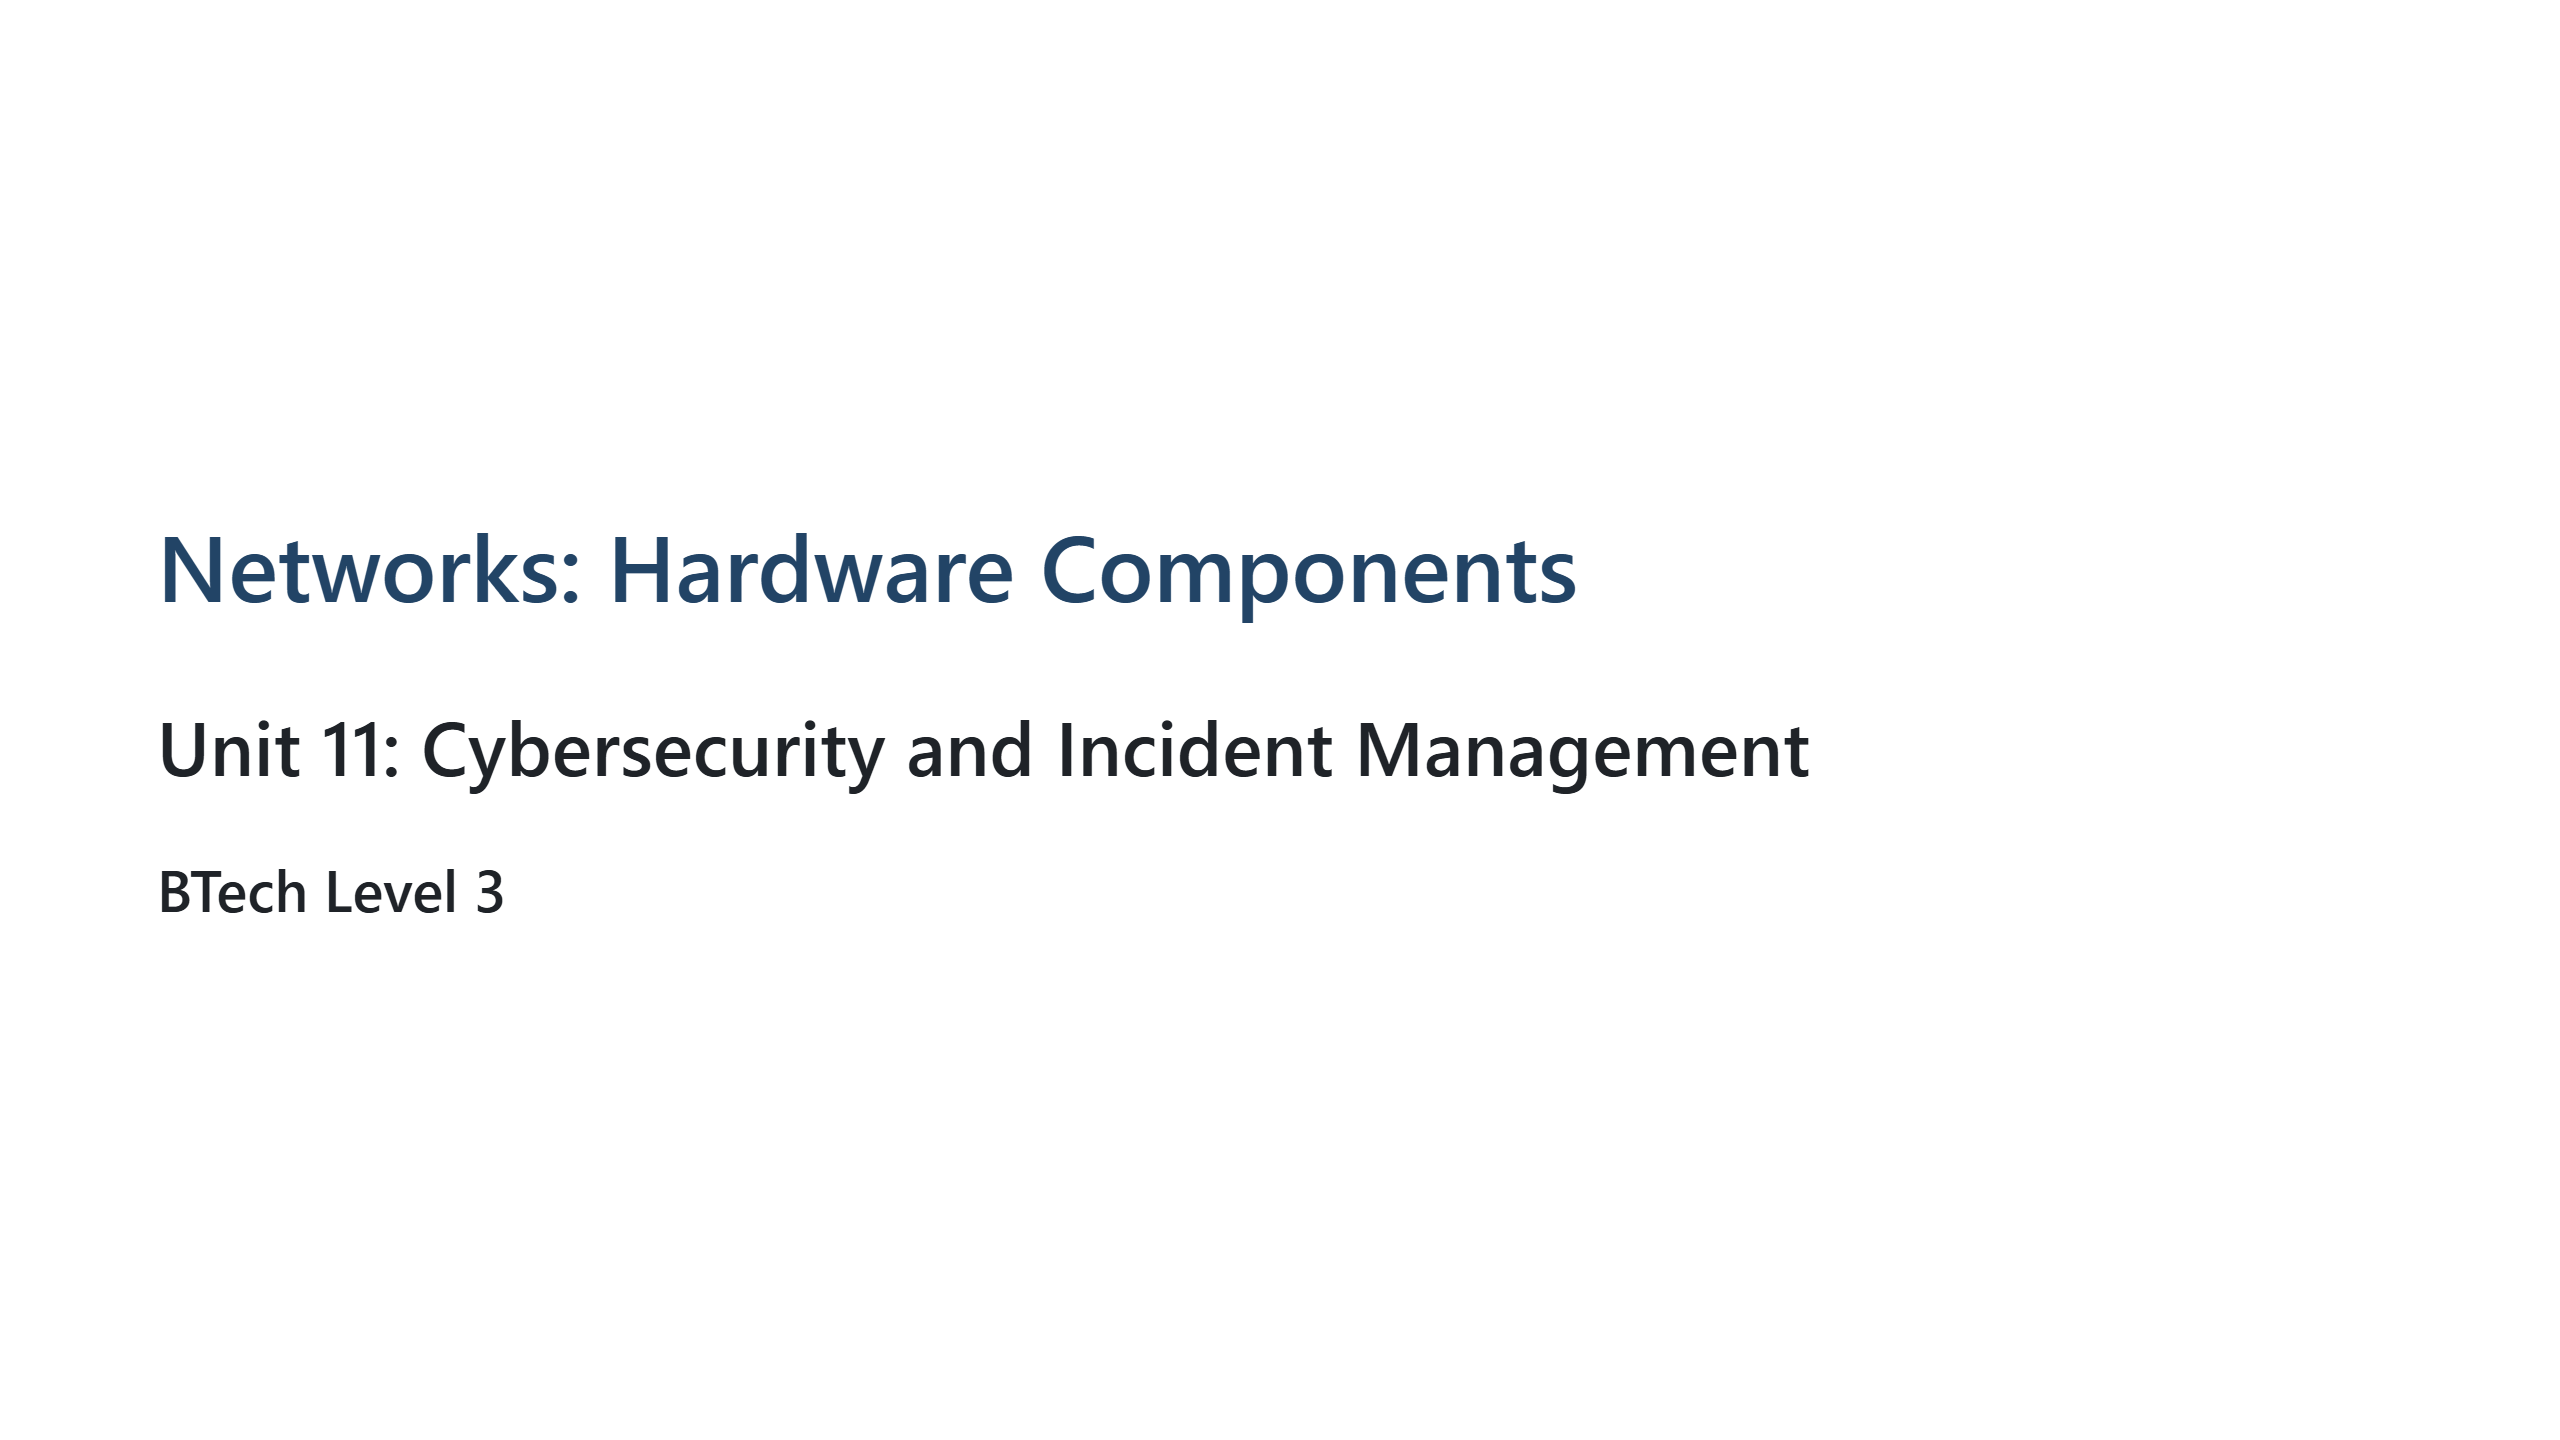 Networks: Hardware Components
Unit 11: Cybersecurity and Incident Management
BTech Level 3